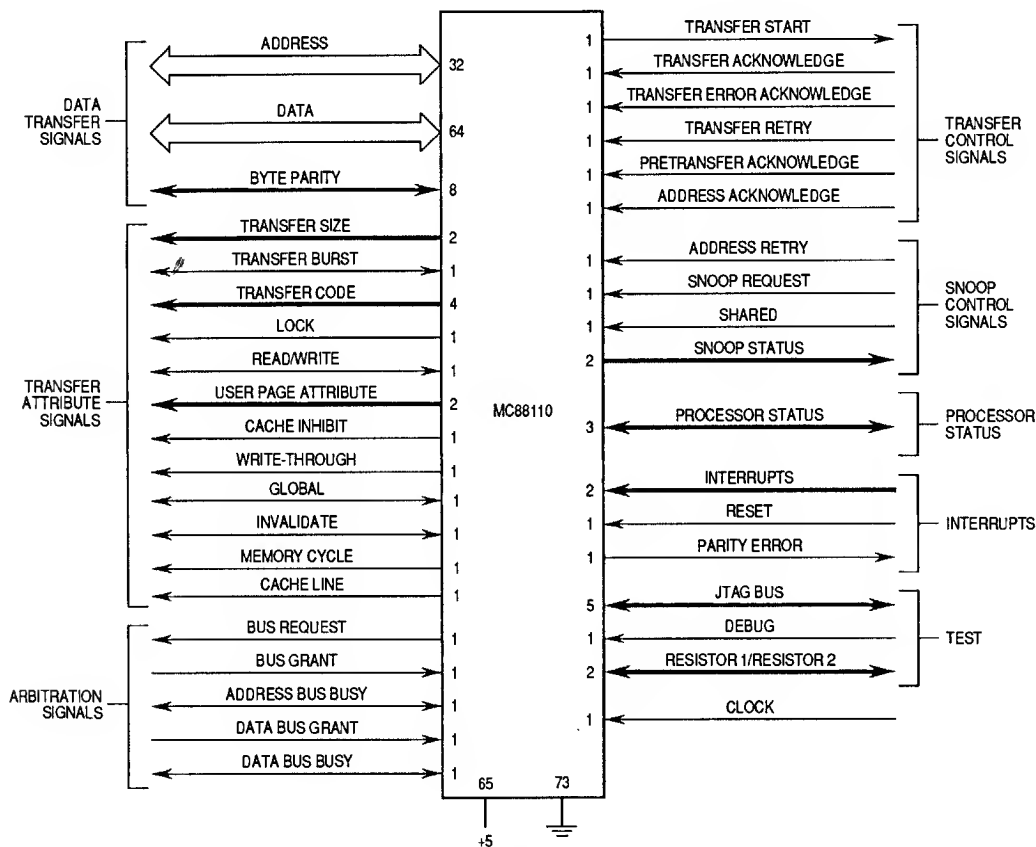 DATA
TRANSFER
SIGNALS
ADDRESS
32
DATA
64
BYTE PARITY
8
TRANSFER
ATTRIBUTE
SIGNALS
TRANSFER SIZE
2
TRANSFER BURST
1
TRANSFER CODE
4
LOCK
1
READ/WRITE
1
USER PAGE ATTRIBUTE
2
CACHE INHIBIT
1
WRITE-THROUGH
1
GLOBAL
1
INVALIDATE
1
MEMORY CYCLE
1
CACHE LINE
1
ARBITRATION
SIGNALS
BUS REQUEST
1
BUS GRANT
1
ADDRESS BUS BUSY
1
DATA BUS GRANT
1
DATA BUS BUSY
1
MC88110
65
+5
73
1
TRANSFER START
1
TRANSFER ACKNOWLEDGE
1
TRANSFER ERROR ACKNOWLEDGE
1
TRANSFER RETRY
1
PRETRANSFER ACKNOWLEDGE
1
ADDRESS ACKNOWLEDGE
TRANSFER
CONTROL
SIGNALS
1
ADDRESS RETRY
1
SNOOP REQUEST
1
SHARED
2
SNOOP STATUS
SNOOP
CONTROL
SIGNALS
3
PROCESSOR STATUS
PROCESSOR
STATUS
2
INTERRUPTS
1
RESET
1
PARITY ERROR
INTERRUPTS
5
JTAG BUS
1
DEBUG
2
RESISTOR 1/RESISTOR 2
TEST
1
CLOCK